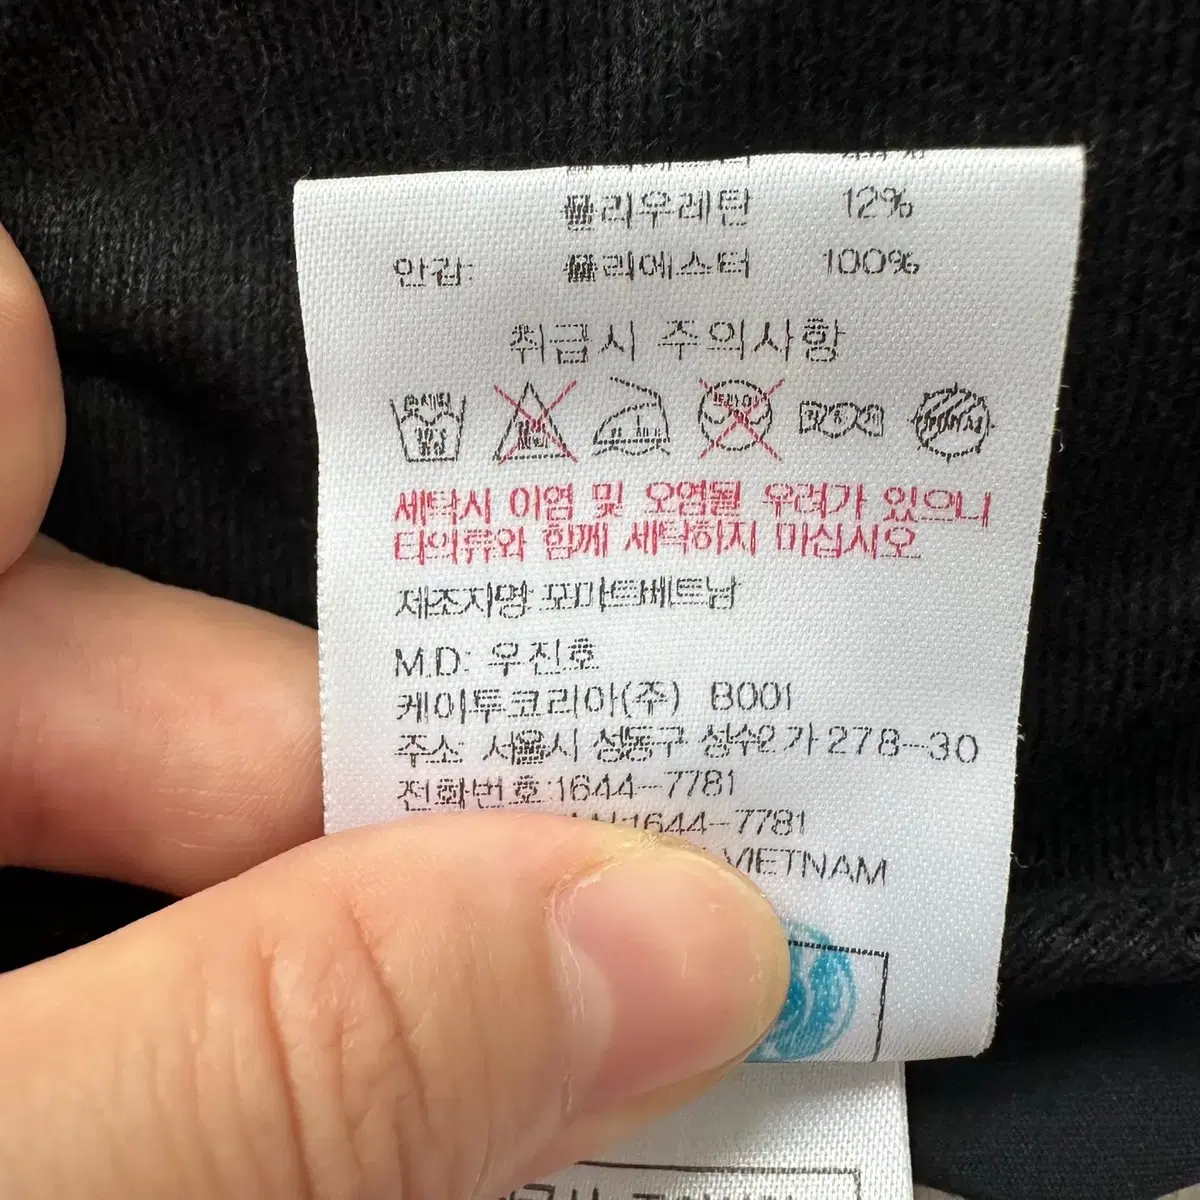 폴리우레탄 12%
안감: 폴리에스터 100%
취급시 주의사항
세탁시 이염 및 오염될 우려가 있으니
타의류와 함께 세탁하지 마십시오
제조자명 포마트베트남
M.D: 우진호
케이투코리아(주) B001
주소: 서울시 성동구 성수2가 278-30
전화번호:1644-7781
1644-7781
VIETNAM